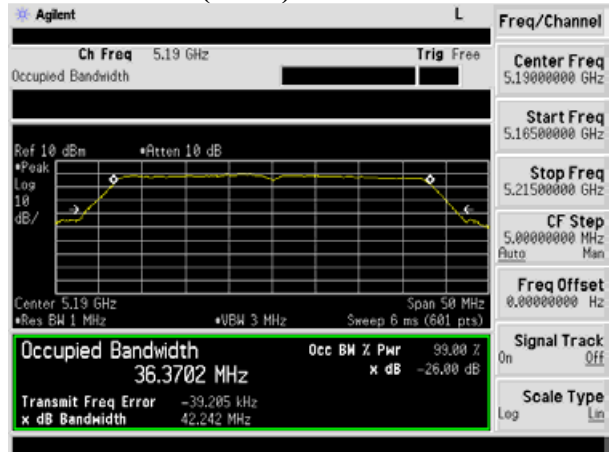 Agilent
L
Freq/Channel
Ch Freq 5.19 GHz Trig Free
Occupied Bandwidth
Center Freq
5.19000000 GHz
Start Freq
5.16500000 GHz
Stop Freq
5.21500000 GHz
CF Step
5.00000000 MHz
Auto Man
Freq Offset
0.00000000 Hz
Signal Track
On Off
Scale Type
Log Lin
Ref 10 dBm •Atten 10 dB
•Peak
Log
10
dB/
Center 5.19 GHz Span 50 MHz
•Res BW 1 MHz •VBW 3 MHz Sweep 6 ms (601 pts)
Occupied Bandwidth Occ BW % Pwr 99.00 %
36.3702 MHz x dB -26.00 dB
Transmit Freq Error -39.205 kHz
x dB Bandwidth 42.242 MHz